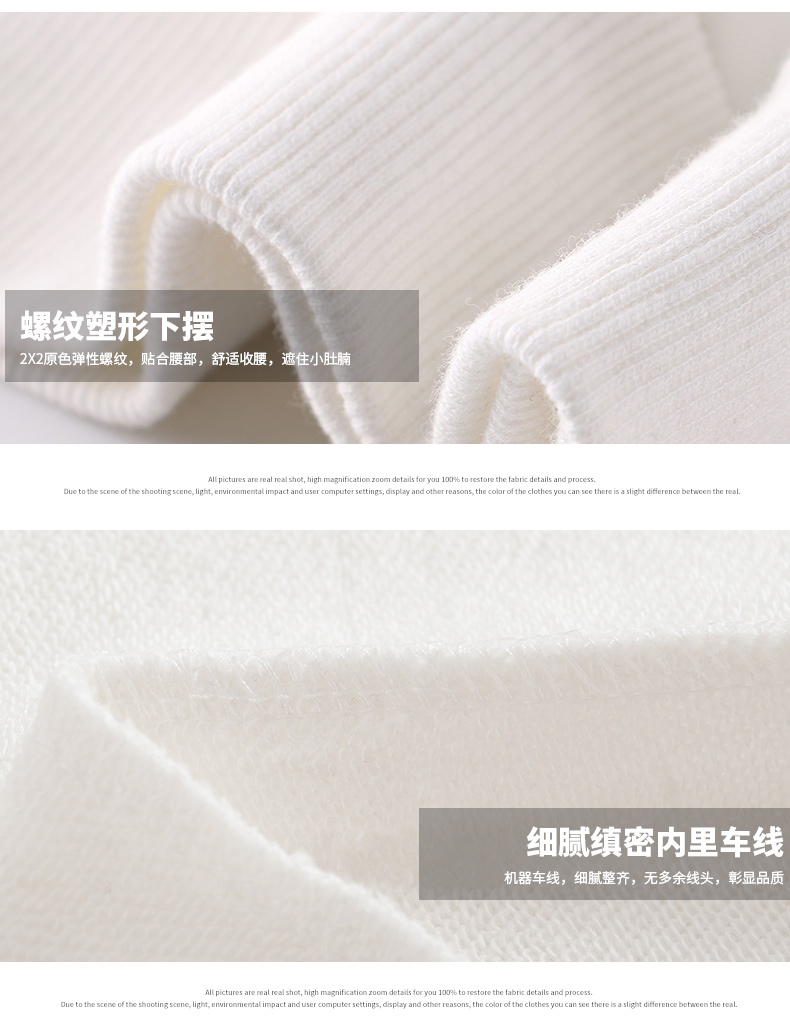 螺纹塑形下摆
2X2原色弹性螺纹，贴合腰部，舒适收腰，遮住小肚腩
All pictures are real real shot, high magnification zoom details for you 100% to restore the fabric details and process.
Due to the scene of the shooting scene, light, environmental impact and user computer settings, display and other reasons, the color of the clothes you can see there is a slight difference between the real.
细腻缜密内里车线
机器车线，细腻整齐，无多余线头，彰显品质
All pictures are real real shot, high magnification zoom details for you 100% to restore the fabric details and process.
Due to the scene of the shooting scene, light, environmental impact and user computer settings, display and other reasons, the color of the clothes you can see there is a slight difference between the real.